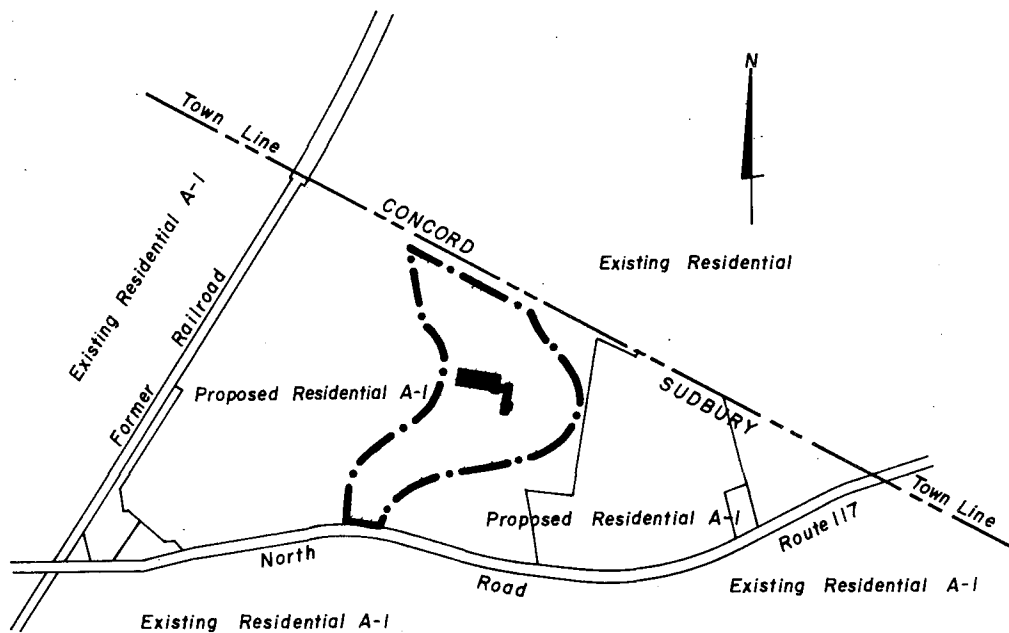 N
Town Line
CONCORD
Existing Residential
Existing Residential A-1
Former Railroad
Proposed Residential A-1
SUDBURY
Proposed Residential A-1
Route 117
Town Line
North Road
Existing Residential A-1
Existing Residential A-1